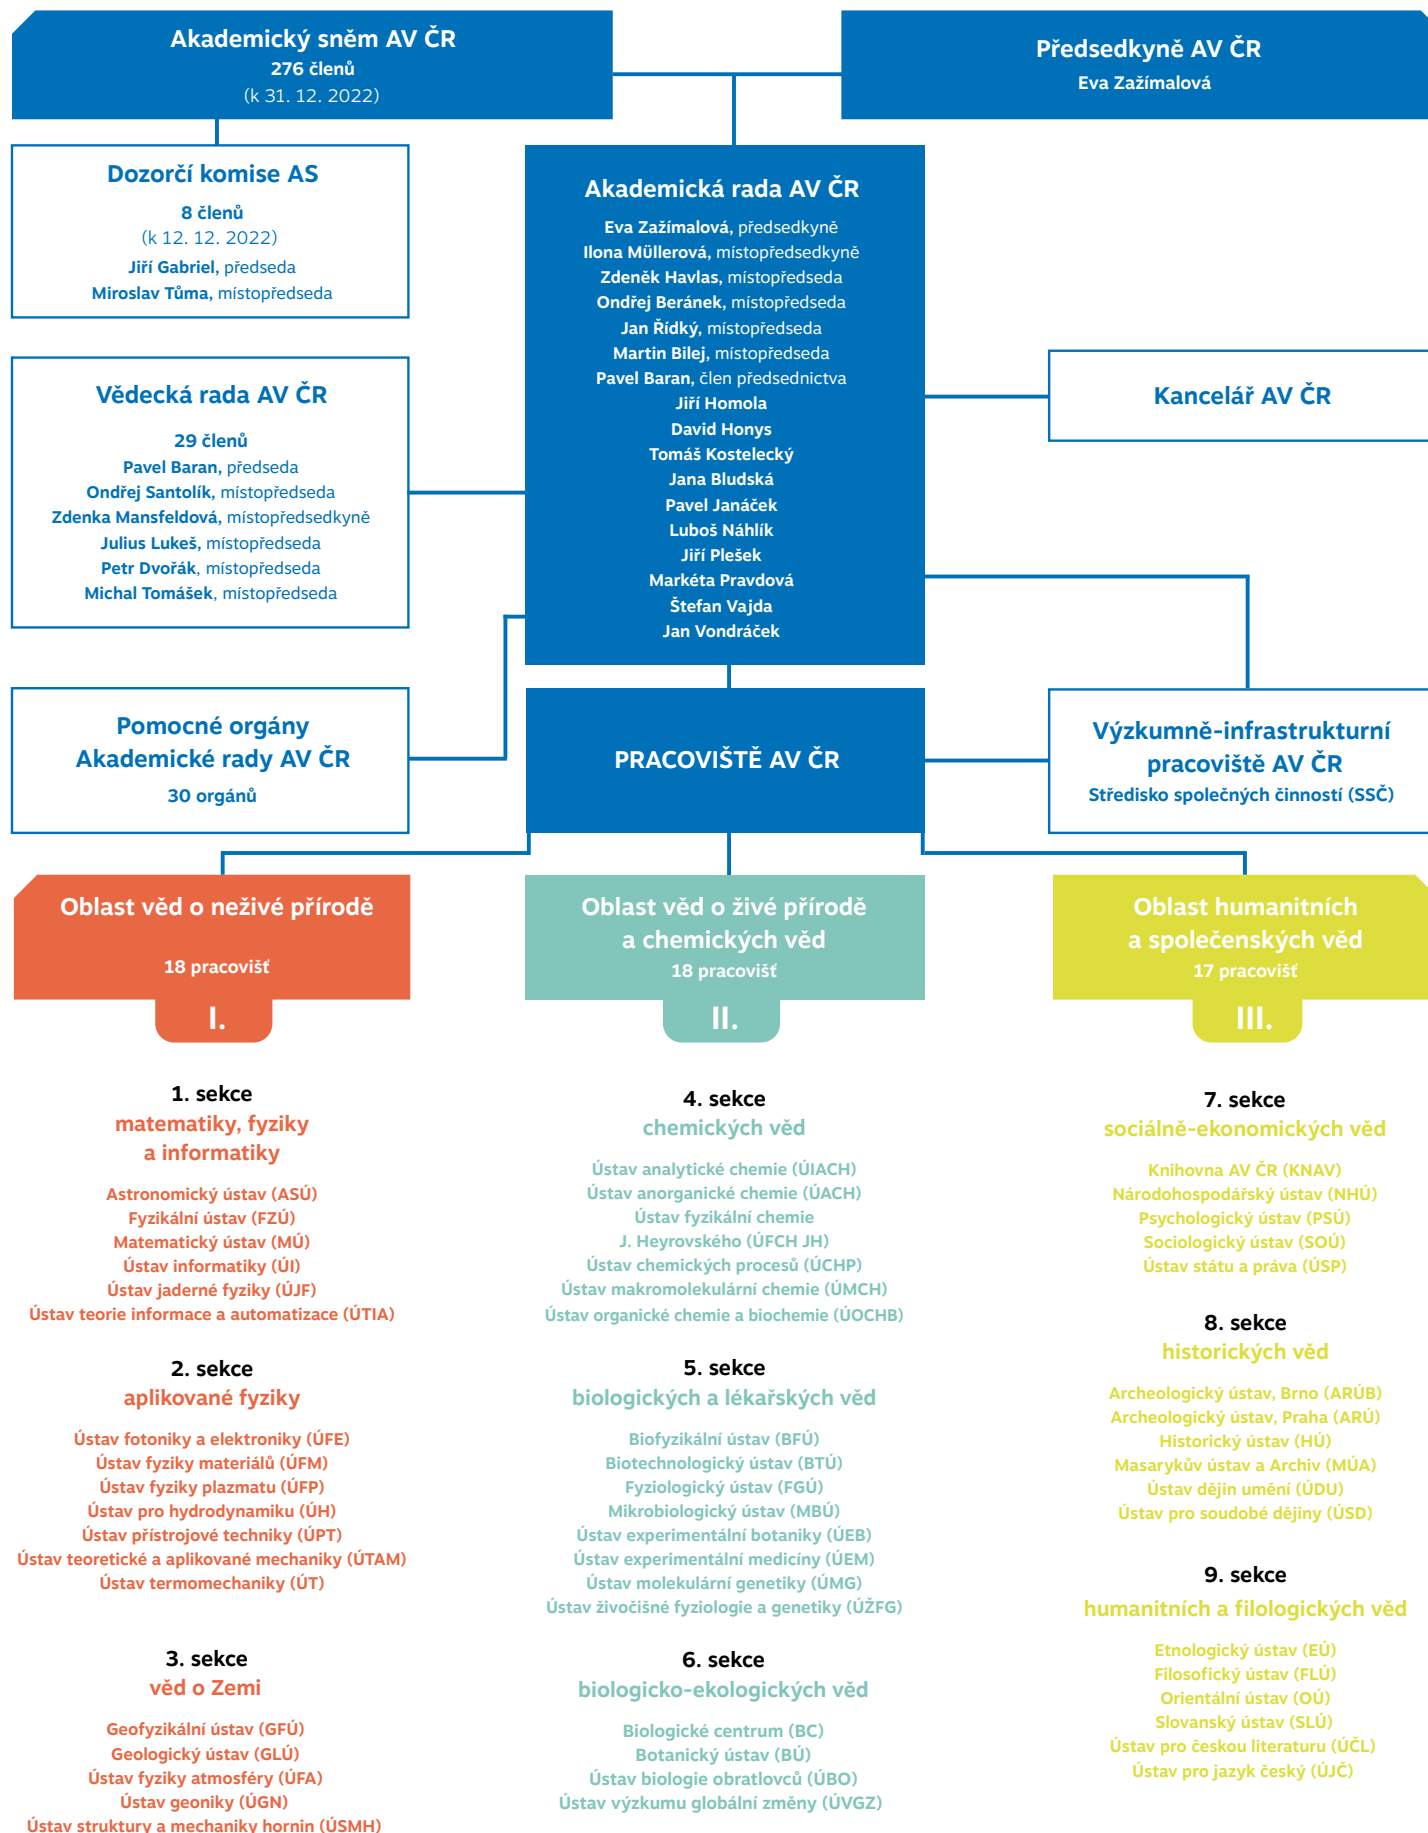 Akademický sněm AV ČR
276 členů
(k 31. 12. 2022)
Předsedkyně AV ČR
Eva Zažímalová
Dozorčí komise AS
8 členů
(k 12. 12. 2022)
Jiří Gabriel, předseda
Miroslav Tůma, místopředseda
Akademická rada AV ČR
Eva Zažímalová, předsedkyně
Ilona Müllerová, místopředsedkyně
Zdeněk Havlas, místopředseda
Ondřej Beránek, místopředseda
Jan Řídký, místopředseda
Martin Bilej, místopředseda
Pavel Baran, člen předsednictva
Jiří Homola
David Honys
Tomáš Kostelecký
Jana Bludská
Pavel Janáček
Luboš Náhlík
Jiří Plešek
Markéta Pravdová
Štefan Vajda
Jan Vondráček
Kancelář AV ČR
Vědecká rada AV ČR
29 členů
Pavel Baran, předseda
Ondřej Santolík, místopředseda
Zdenka Mansfeldová, místopředsedkyně
Julius Lukeš, místopředseda
Petr Dvořák, místopředseda
Michal Tomášek, místopředseda
Pomocné orgány
Akademické rady AV ČR
30 orgánů
PRACOVIŠTĚ AV ČR
Výzkumně-infrastrukturní
pracoviště AV ČR
Středisko společných činností (SSČ)
Oblast věd o neživé přírodě
18 pracovišť
I.
1. sekce
matematiky, fyziky
a informatiky
Astronomický ústav (ASÚ)
Fyzikální ústav (FZÚ)
Matematický ústav (MÚ)
Ústav informatiky (ÚI)
Ústav jaderné fyziky (ÚJF)
Ústav teorie informace a automatizace (ÚTIA)
2. sekce
aplikované fyziky
Ústav fotoniky a elektroniky (ÚFE)
Ústav fyziky materiálů (ÚFM)
Ústav fyziky plazmatu (ÚFP)
Ústav pro hydrodynamiku (ÚH)
Ústav přístrojové techniky (ÚPT)
Ústav teoretické a aplikované mechaniky (ÚTAM)
Ústav termomechaniky (ÚT)
3. sekce
věd o Zemi
Geofyzikální ústav (GFÚ)
Geologický ústav (GLÚ)
Ústav fyziky atmosféry (ÚFA)
Ústav geoniky (ÚGN)
Ústav struktury a mechaniky hornin (ÚSMH)
Oblast věd o živé přírodě
a chemických věd
18 pracovišť
II.
4. sekce
chemických věd
Ústav analytické chemie (ÚIACH)
Ústav anorganické chemie (ÚACH)
Ústav fyzikální chemie
J. Heyrovského (ÚFCH JH)
Ústav chemických procesů (ÚCHP)
Ústav makromolekulární chemie (ÚMCH)
Ústav organické chemie a biochemie (ÚOCHB)
5. sekce
biologických a lékařských věd
Biofyzikální ústav (BFÚ)
Biotechnologický ústav (BTÚ)
Fyziologický ústav (FGÚ)
Mikrobiologický ústav (MBÚ)
Ústav experimentální botaniky (ÚEB)
Ústav experimentální medicíny (ÚEM)
Ústav molekulární genetiky (ÚMG)
Ústav živočišné fyziologie a genetiky (ÚŽFG)
6. sekce
biologicko-ekologických věd
Biologické centrum (BC)
Botanický ústav (BÚ)
Ústav biologie obratlovců (ÚBO)
Ústav výzkumu globální změny (ÚVGZ)
Oblast humanitních
a společenských věd
17 pracovišť
III.
7. sekce
sociálně-ekonomických věd
Knihovna AV ČR (KNAV)
Národohospodářský ústav (NHÚ)
Psychologický ústav (PSÚ)
Sociologický ústav (SOÚ)
Ústav státu a práva (ÚSP)
8. sekce
historických věd
Archeologický ústav, Brno (ARÚB)
Archeologický ústav, Praha (ARÚ)
Historický ústav (HÚ)
Masarykův ústav a Archiv (MÚA)
Ústav dějin umění (ÚDU)
Ústav pro soudobé dějiny (ÚSD)
9. sekce
humanitních a filologických věd
Etnologický ústav (EÚ)
Filosofický ústav (FLÚ)
Orientální ústav (OÚ)
Slovanský ústav (SLÚ)
Ústav pro českou literaturu (ÚČL)
Ústav pro jazyk český (ÚJČ)